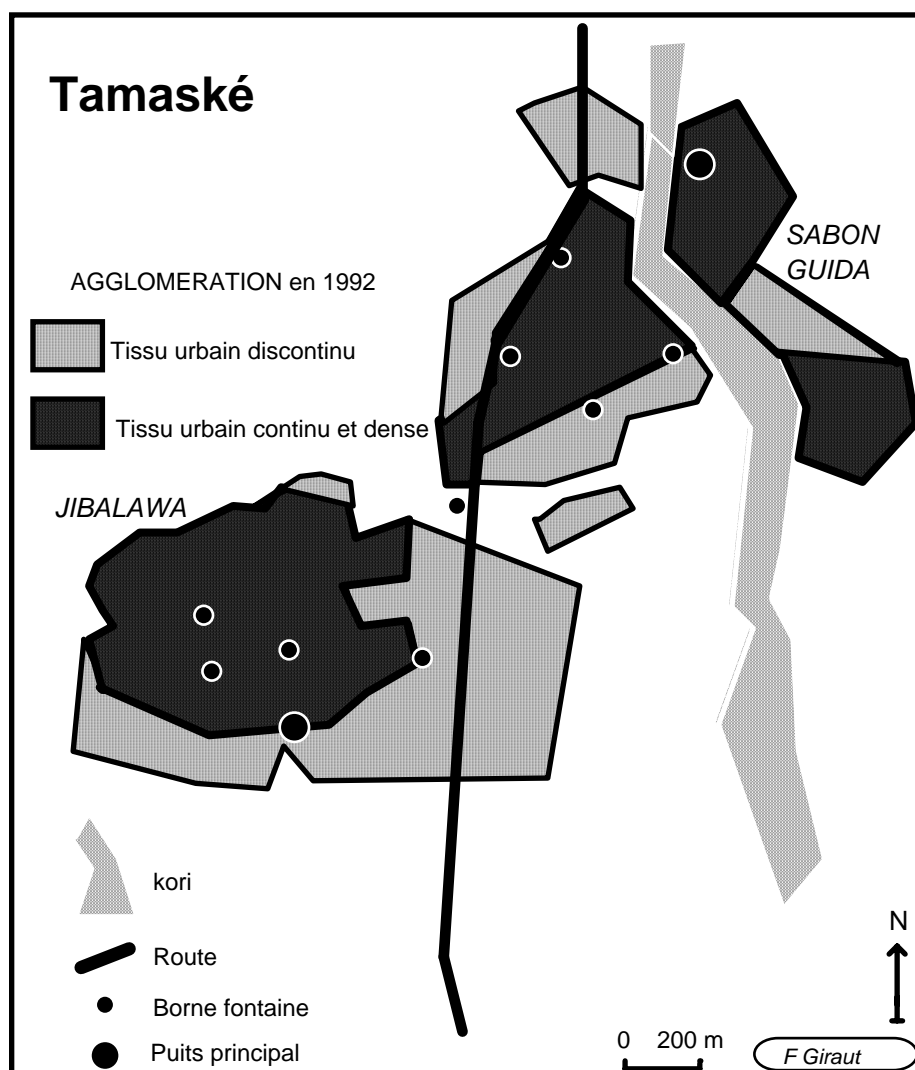 Tamaské
SABON
GUIDA
AGGLOMERATION en 1992
Tissu urbain discontinu
Tissu urbain continu et dense
JIBALAWA
kori
Route
Borne fontaine
Puits principal
N
0 200 m
F Giraut